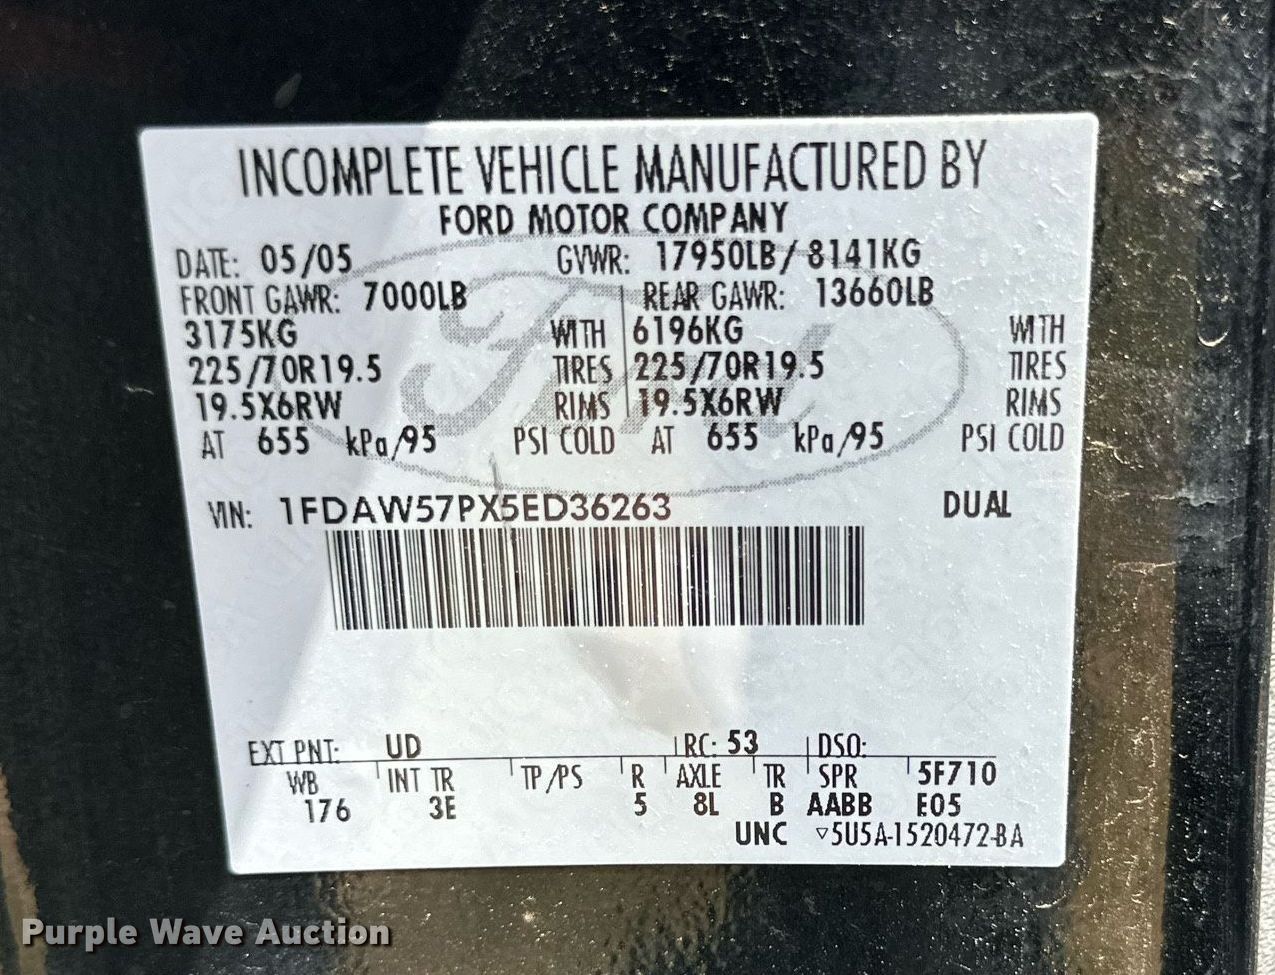 INCOMPLETE VEHICLE MANUFACTURED BY
FORD MOTOR COMPANY
DATE: 05/05 GVWR: 17950LB/ 8141KG
FRONT GAWR: 7000LB REAR GAWR: 13660LB
3175KG WITH 6196KG WITH
225/70R19.5 TIRES 225/70R19.5 TIRES
19.5X6RW RIMS 19.5X6RW RIMS
AT 655 kPa/95 PSI COLD AT 655 kPa/95 PSI COLD
VIN: 1FDAW57PX5ED36263 DUAL
EXT PNT: UD RC: 53 DSO:
WB INT TR TP/PS R AXLE TR SPR 5F710
176 3E 5 8L B AABB E05
UNC ▽5U5A-1520472-BA
Ford
Purple Wave Auction